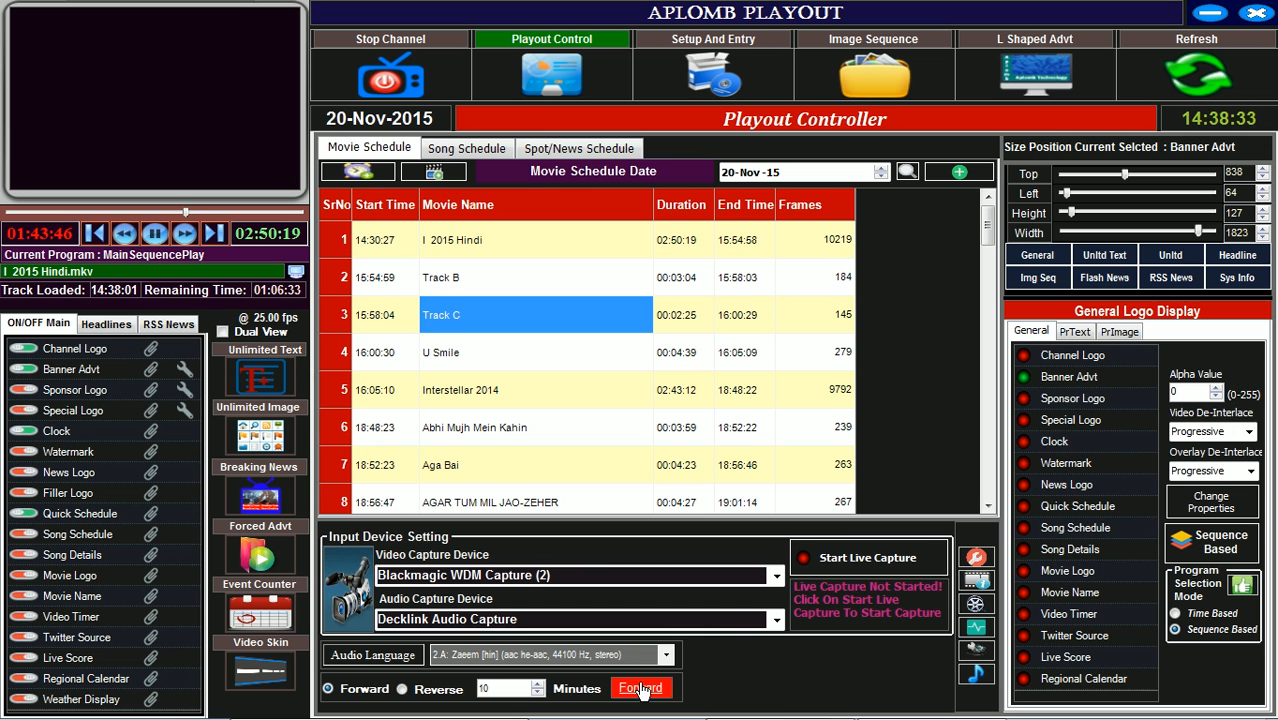 APLOMB PLAYOUT
Stop Channel
Playout Control
Setup And Entry
Image Sequence
L Shaped Advt
Refresh
20-Nov-2015
Playout Controller
14:38:33
01:43:46
02:50:19
Current Program : MainSequencePlay
I 2015 Hindi.mkv
Track Loaded: 14:38:01 Remaining Time: 01:06:33
ON/OFF Main
Headlines
RSS News
@ 25.00 fps
Dual View
Channel Logo
Banner Advt
Sponsor Logo
Special Logo
Clock
Watermark
News Logo
Filler Logo
Quick Schedule
Song Schedule
Song Details
Movie Logo
Movie Name
Video Timer
Twitter Source
Live Score
Regional Calendar
Weather Display
Unlimited Text
Unlimited Image
Breaking News
Forced Advt
Event Counter
Video Skin
Movie Schedule
Song Schedule
Spot/News Schedule
Movie Schedule Date
20-Nov -15
SrNo Start Time Movie Name Duration End Time Frames
1 14:30:27 I 2015 Hindi 02:50:19 15:54:58 10219
2 15:54:59 Track B 00:03:04 15:58:03 184
3 15:58:04 Track C 00:02:25 16:00:29 145
4 16:00:30 U Smile 00:04:39 16:05:09 279
5 16:05:10 Interstellar 2014 02:43:12 18:48:22 9792
6 18:48:23 Abhi Mujh Mein Kahin 00:03:59 18:52:22 239
7 18:52:23 Aga Bai 00:04:23 18:56:46 263
8 18:56:47 AGAR TUM MIL JAO-ZEHER 00:04:27 19:01:14 267
Input Device Setting
Video Capture Device
Blackmagic WDM Capture (2)
Audio Capture Device
Decklink Audio Capture
Start Live Capture
Live Capture Not Started!
Click On Start Live
Capture To Start Capture
Audio Language
2.A: Zaeem [hin] (aac he-aac, 44100 Hz, stereo)
Forward
Reverse
10
Minutes
Forward
Size Position Current Selcted : Banner Advt
Top 838
Left 64
Height 127
Width 1823
General
Unltd Text
Unltd
Headline
Img Seq
Flash News
RSS News
Sys Info
General Logo Display
General
PrText
PrImage
Channel Logo
Banner Advt
Sponsor Logo
Special Logo
Clock
Watermark
News Logo
Quick Schedule
Song Schedule
Song Details
Movie Logo
Movie Name
Video Timer
Twitter Source
Live Score
Regional Calendar
Alpha Value
0 (0-255)
Video De-Interlace
Progressive
Overlay De-Interlac
Progressive
Change
Properties
Sequence
Based
Program
Selection
Mode
Time Based
Sequence Based